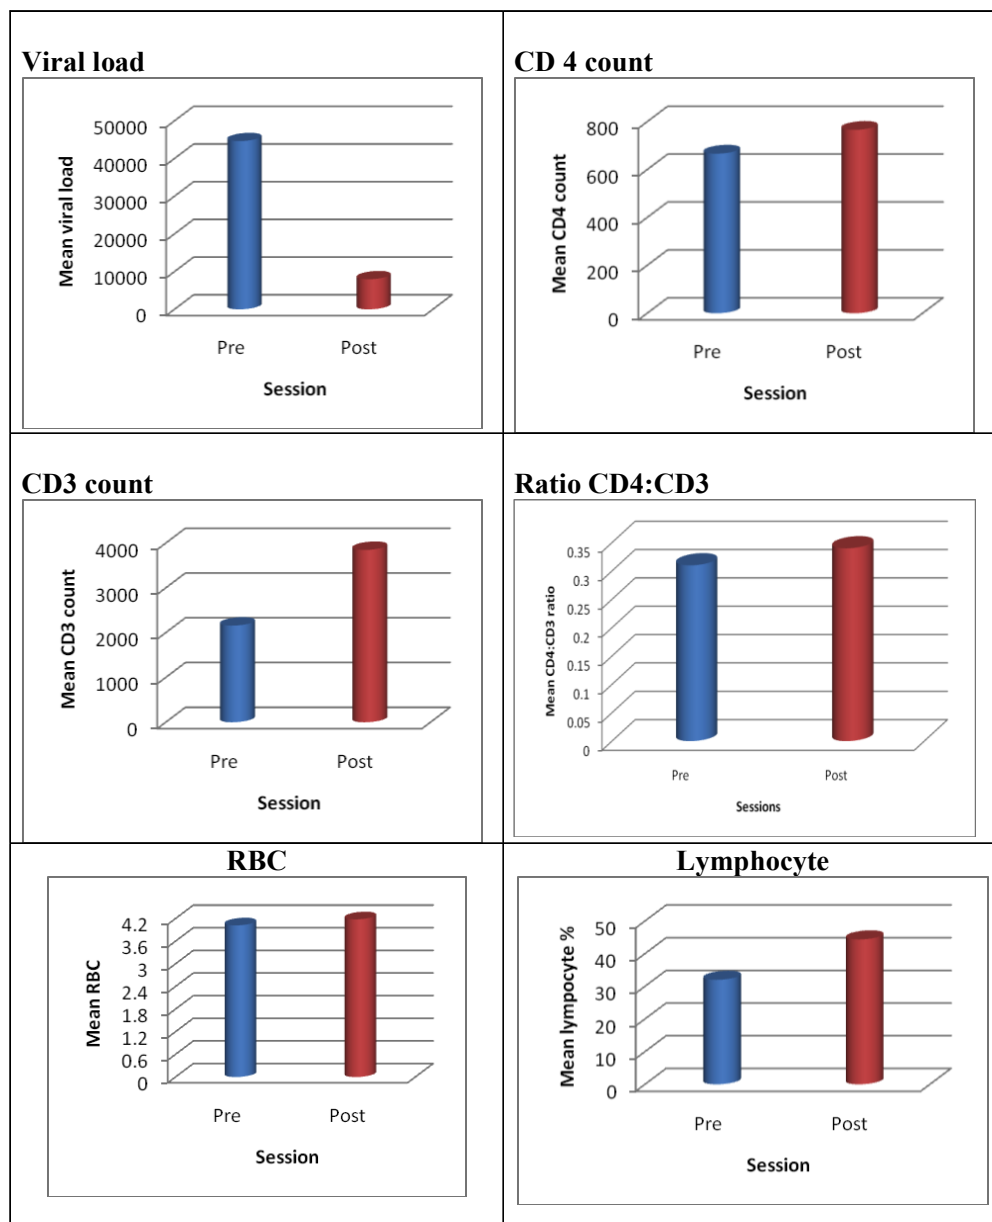 Viral load
50000
40000
30000
20000
10000
0
Mean viral load
Pre Post
Session
CD 4 count
800
600
400
200
0
Mean CD4 count
Pre Post
Session
CD3 count
4000
3000
2000
1000
0
Mean CD3 count
Pre Post
Session
Ratio CD4:CD3
0.35
0.3
0.25
0.2
0.15
0.1
0.05
0
Mean CD4:CD3 ratio
Pre Post
Sessions
RBC
4.2
3.6
3
2.4
1.8
1.2
0.6
0
Mean RBC
Pre Post
Session
Lymphocyte
50
40
30
20
10
0
Mean lympocyte %
Pre Post
Session